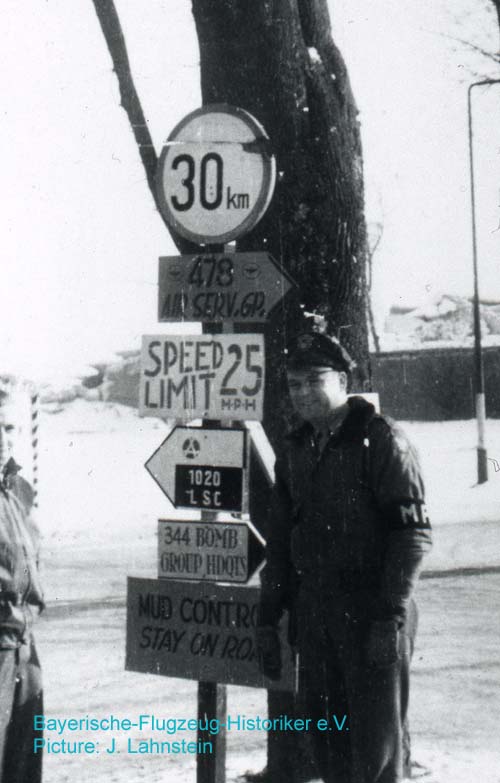 30 km
478
AIR SERV. GP.
SPEED
LIMIT 25
M·P·H
1020
LSC
344 BOMB
GROUP HDQTS
MUD CONTRO
STAY ON ROA
MP
Bayerische-Flugzeug-Historiker e.V.
Picture: J. Lahnstein